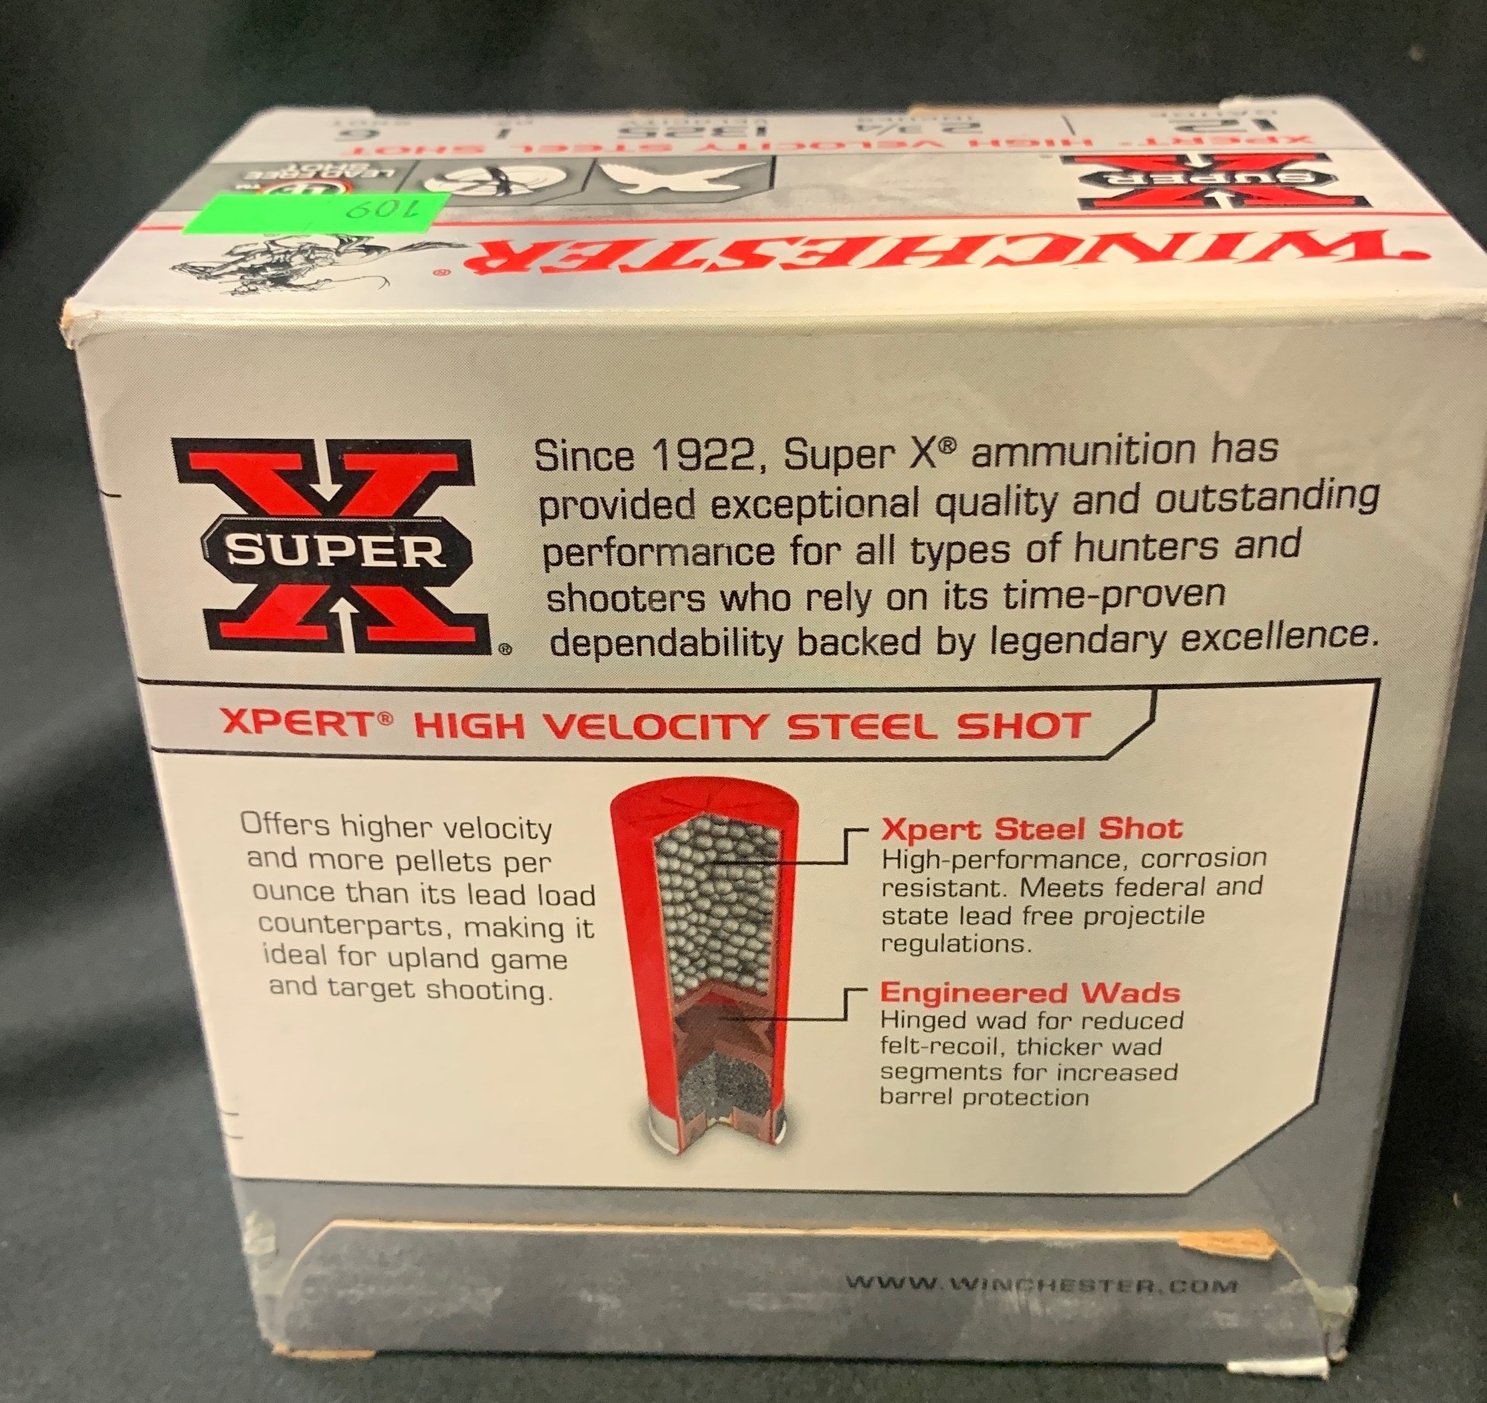 12 | 2 3/4 1325 1 6
GAUGE INCHES VELOCITY OZ SHOT
XPERT® HIGH VELOCITY STEEL SHOT
SUPER X
LEAD FREE
SHOT
109
WINCHESTER®
SUPER X®
Since 1922, Super X® ammunition has
provided exceptional quality and outstanding
performance for all types of hunters and
shooters who rely on its time-proven
dependability backed by legendary excellence.
XPERT® HIGH VELOCITY STEEL SHOT
Offers higher velocity
and more pellets per
ounce than its lead load
counterparts, making it
ideal for upland game
and target shooting.
Xpert Steel Shot
High-performance, corrosion
resistant. Meets federal and
state lead free projectile
regulations.
Engineered Wads
Hinged wad for reduced
felt-recoil, thicker wad
segments for increased
barrel protection
WWW.WINCHESTER.COM